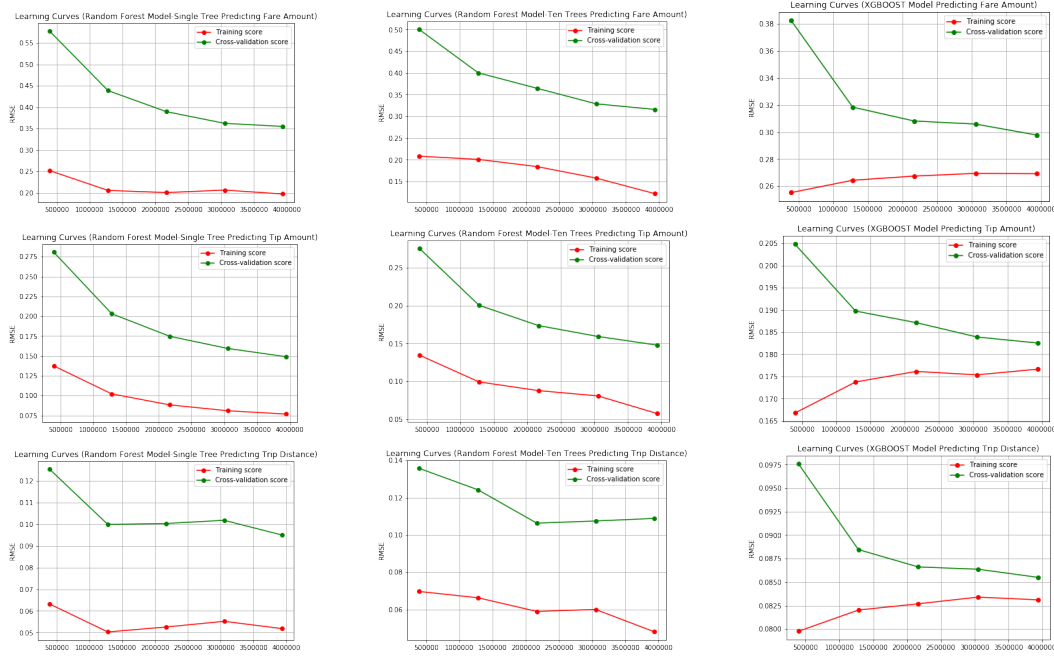 Learning Curves (Random Forest Model-Single Tree Predicting Fare Amount)
Training score
Cross-validation score
RMSE
0.55
0.50
0.45
0.40
0.35
0.30
0.25
0.20
500000 1000000 1500000 2000000 2500000 3000000 3500000 4000000
Learning Curves (Random Forest Model-Ten Trees Predicting Fare Amount)
Training score
Cross-validation score
RMSE
0.50
0.45
0.40
0.35
0.30
0.25
0.20
0.15
500000 1000000 1500000 2000000 2500000 3000000 3500000 4000000
Learning Curves (XGBOOST Model Predicting Fare Amount)
Training score
Cross-validation score
RMSE
0.38
0.36
0.34
0.32
0.30
0.28
0.26
500000 1000000 1500000 2000000 2500000 3000000 3500000 4000000
Learning Curves (Random Forest Model-Single Tree Predicting Tip Amount)
Training score
Cross-validation score
RMSE
0.275
0.250
0.225
0.200
0.175
0.150
0.125
0.100
0.075
500000 1000000 1500000 2000000 2500000 3000000 3500000 4000000
Learning Curves (Random Forest Model-Ten Trees Predicting Tip Amount)
Training score
Cross-validation score
RMSE
0.25
0.20
0.15
0.10
0.05
500000 1000000 1500000 2000000 2500000 3000000 3500000 4000000
Learning Curves (XGBOOST Model Predicting Tip Amount)
Training score
Cross-validation score
RMSE
0.205
0.200
0.195
0.190
0.185
0.180
0.175
0.170
0.165
500000 1000000 1500000 2000000 2500000 3000000 3500000 4000000
Learning Curves (Random Forest Model-Single Tree Predicting Trip Distance)
Training score
Cross-validation score
RMSE
0.12
0.11
0.10
0.09
0.08
0.07
0.06
0.05
500000 1000000 1500000 2000000 2500000 3000000 3500000 4000000
Learning Curves (Random Forest Model-Ten Trees Predicting Trip Distance)
Training score
Cross-validation score
RMSE
0.14
0.12
0.10
0.08
0.06
500000 1000000 1500000 2000000 2500000 3000000 3500000 4000000
Learning Curves (XGBOOST Model Predicting Trip Distance)
Training score
Cross-validation score
RMSE
0.0975
0.0950
0.0925
0.0900
0.0875
0.0850
0.0825
0.0800
500000 1000000 1500000 2000000 2500000 3000000 3500000 4000000